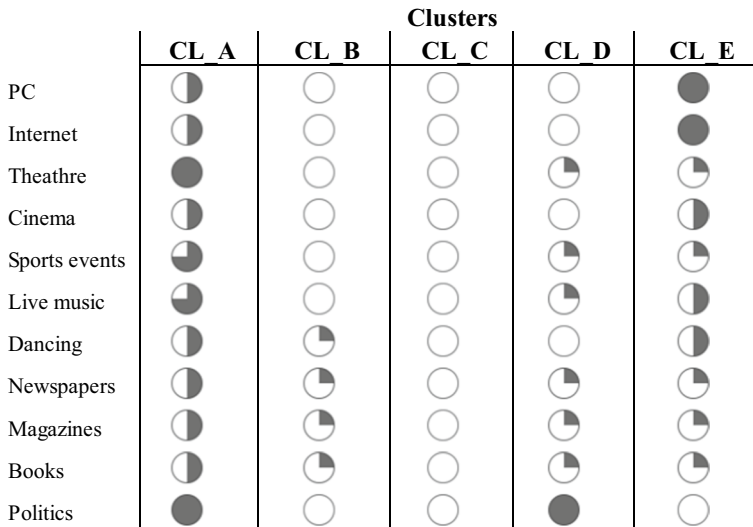 Clusters
CL_A CL_B CL_C CL_D CL_E
PC
Internet
Theathre
Cinema
Sports events
Live music
Dancing
Newspapers
Magazines
Books
Politics